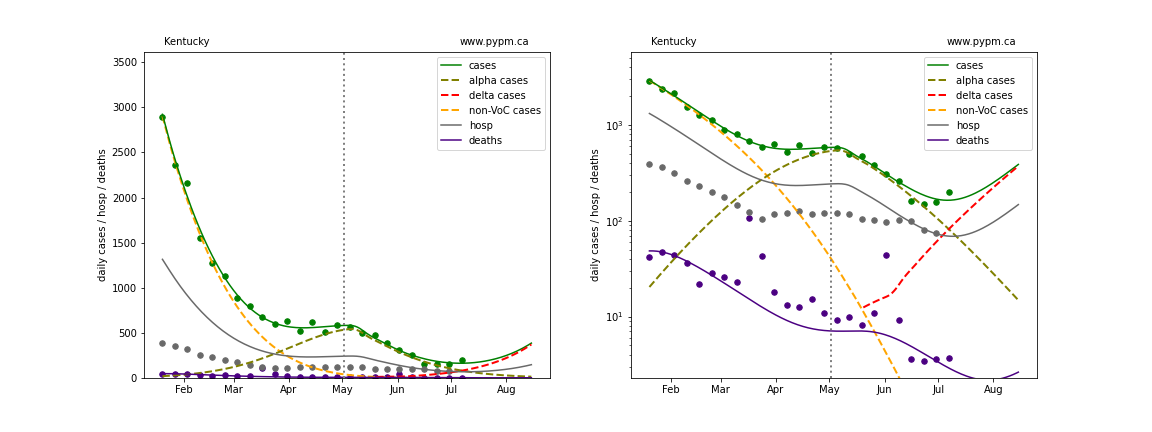 Kentucky
www.pypm.ca
3500
3000
2500
2000
1500
1000
500
0
daily cases / hosp / deaths
cases
alpha cases
delta cases
non-VoC cases
hosp
deaths
Feb Mar Apr May Jun Jul Aug
Kentucky
www.pypm.ca
10³
10²
10¹
daily cases / hosp / deaths
cases
alpha cases
delta cases
non-VoC cases
hosp
deaths
Feb Mar Apr May Jun Jul Aug